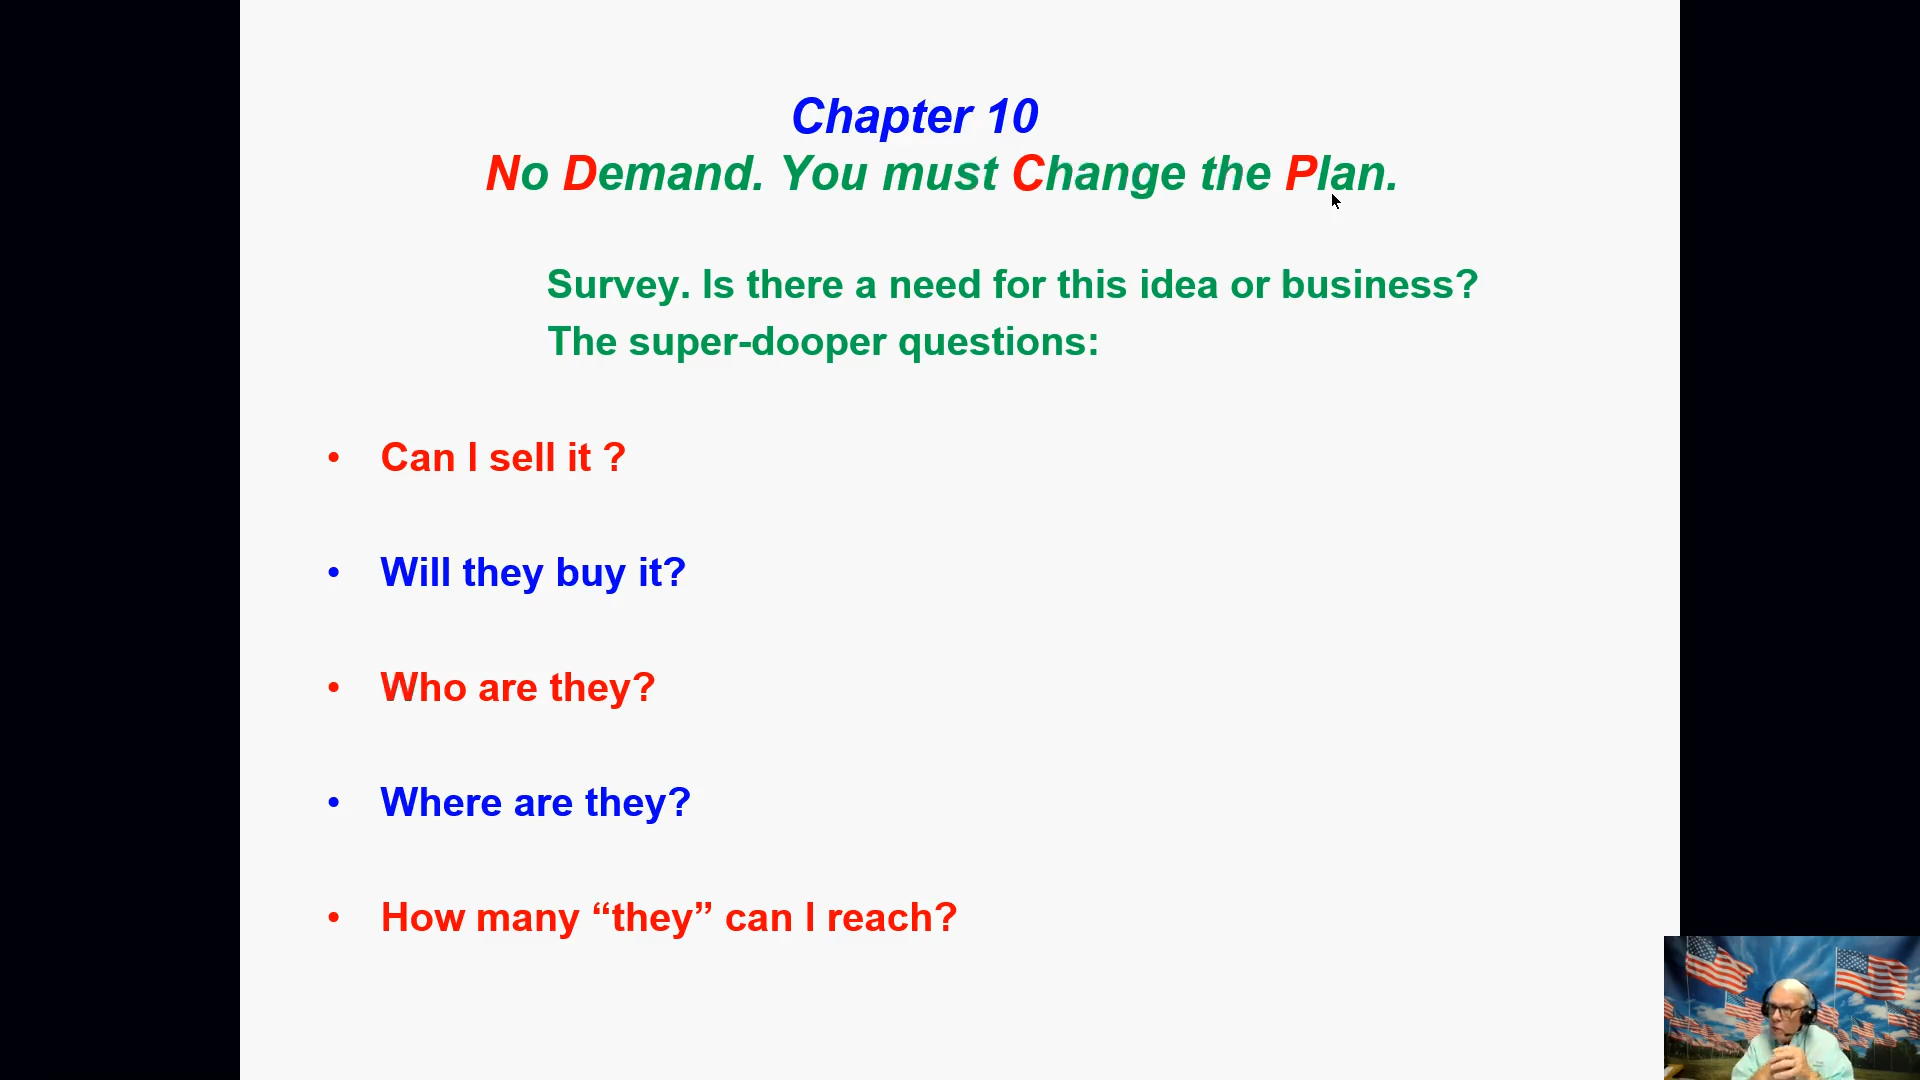 Chapter 10
No Demand. You must Change the Plan.
Survey. Is there a need for this idea or business?
The super-dooper questions:
• Can I sell it ?
• Will they buy it?
• Who are they?
• Where are they?
• How many “they” can I reach?